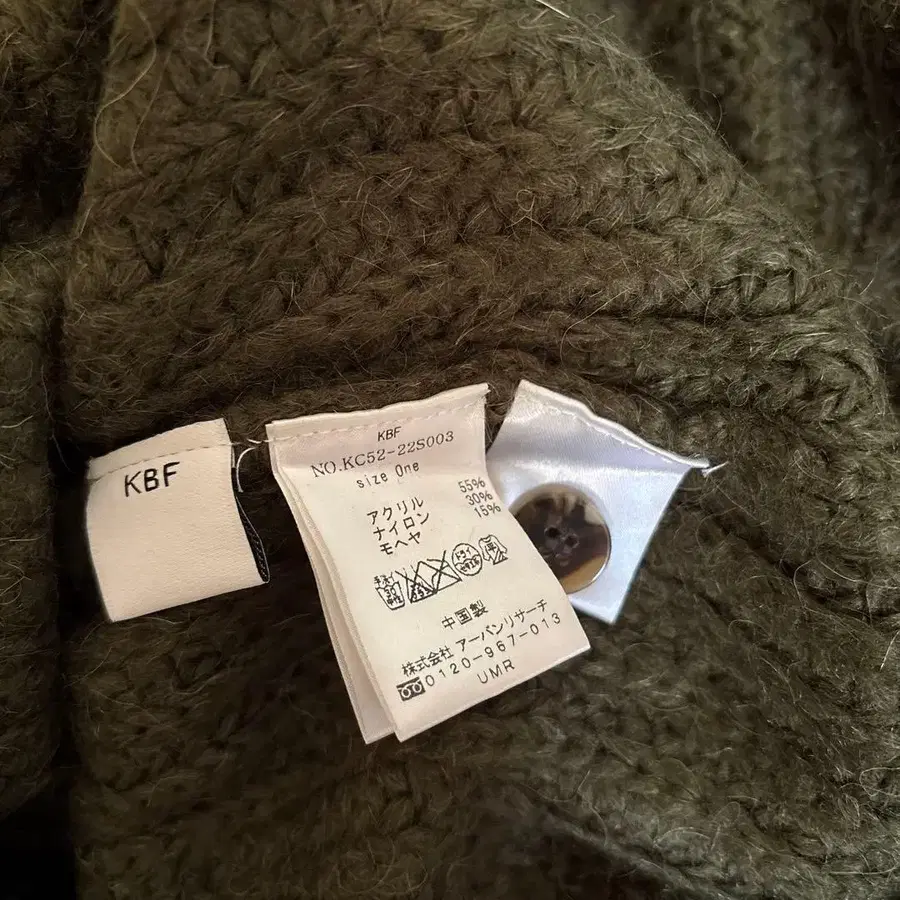 KBF
KBF
NO.KC52-22S003
size One
アクリル 55%
ナイロン 30%
モヘヤ 15%
中国製
株式会社 アーバンリサーチ
0120-967-013
UMR